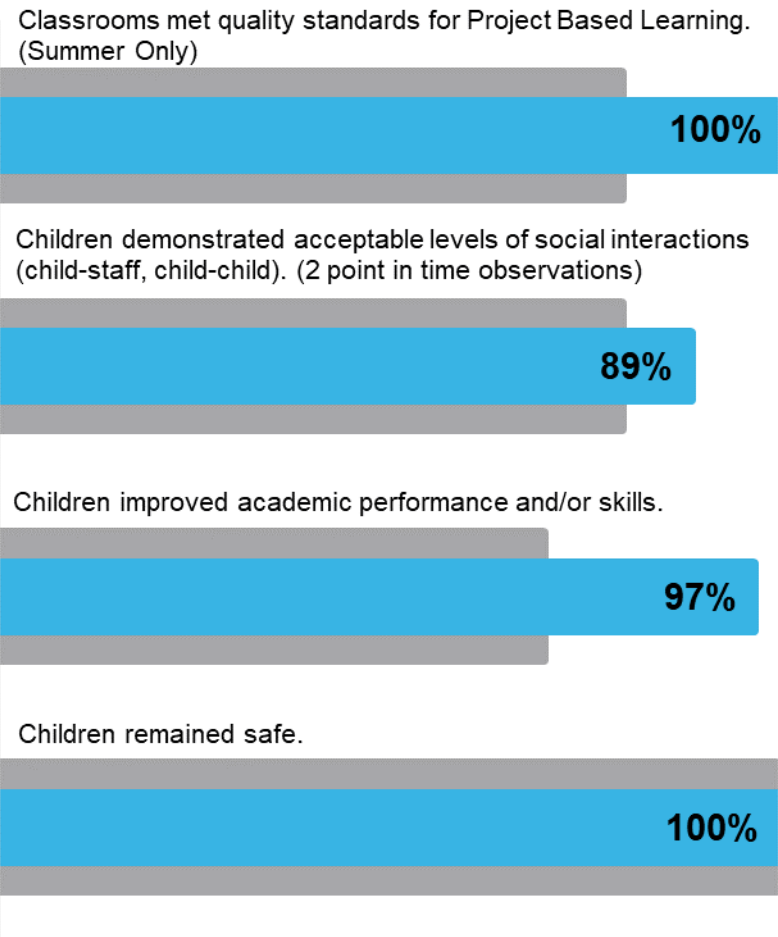 Classrooms met quality standards for Project Based Learning.
(Summer Only)
100%
Children demonstrated acceptable levels of social interactions
(child-staff, child-child). (2 point in time observations)
89%
Children improved academic performance and/or skills.
97%
Children remained safe.
100%